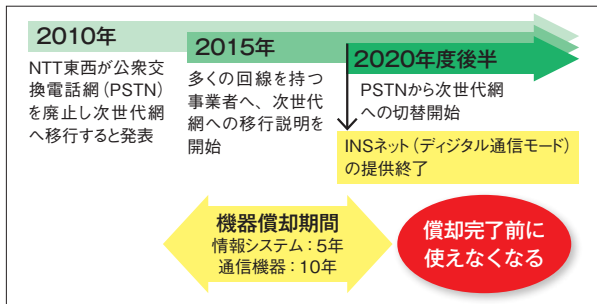 2010年
NTT東西が公衆交
換電話網(PSTN)
を廃止し次世代網
へ移行すると発表
2015年
多くの回線を持つ
事業者へ、次世代
網への移行説明を
開始
2020年度後半
PSTNから次世代網
への切替開始
INSネット(ディジタル通信モード)
の提供終了
機器償却期間
情報システム:5年
通信機器:10年
償却完了前に
使えなくなる